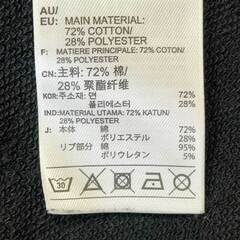 AU/
EU: MAIN MATERIAL:
72% COTTON/
28% POLYESTER
F: MATIERE PRINCIPALE: 72% COTON/
28% POLYESTER
CN: 主料: 72% 棉/
28% 聚酯纤维
KOR: 주소재: 면 72%
폴리에스터 28%
IND: MATERIAL UTAMA: 72% KATUN/
28% POLYESTER
J: 本体 綿 72%
ポリエステル 28%
リブ部分 綿 95%
ポリウレタン 5%
30